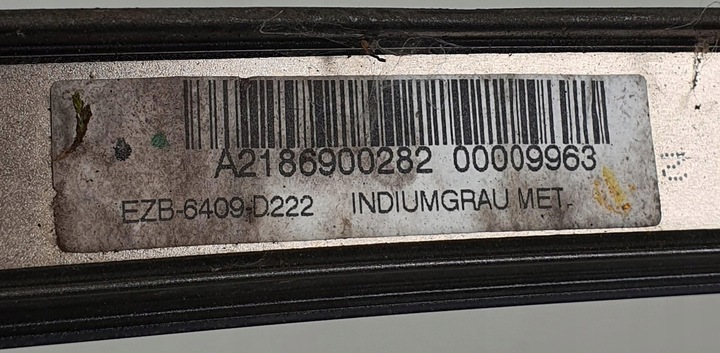 A2186900282 00009963
EZB-6409-D222 INDIUMGRAU MET.